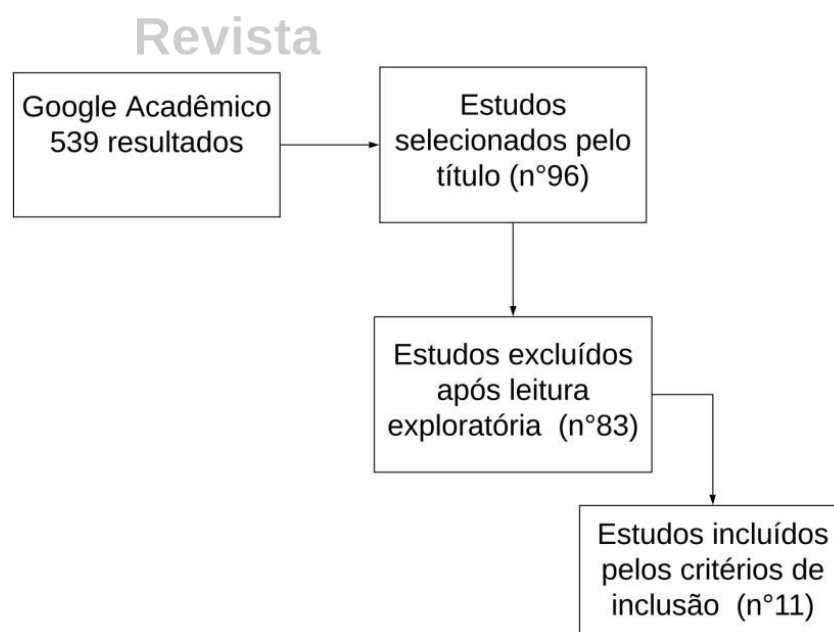 Revista
Google Acadêmico
539 resultados
Estudos
selecionados pelo
título (n°96)
Estudos excluídos
após leitura
exploratória  (n°83)
Estudos incluídos
pelos critérios de
inclusão  (n°11)